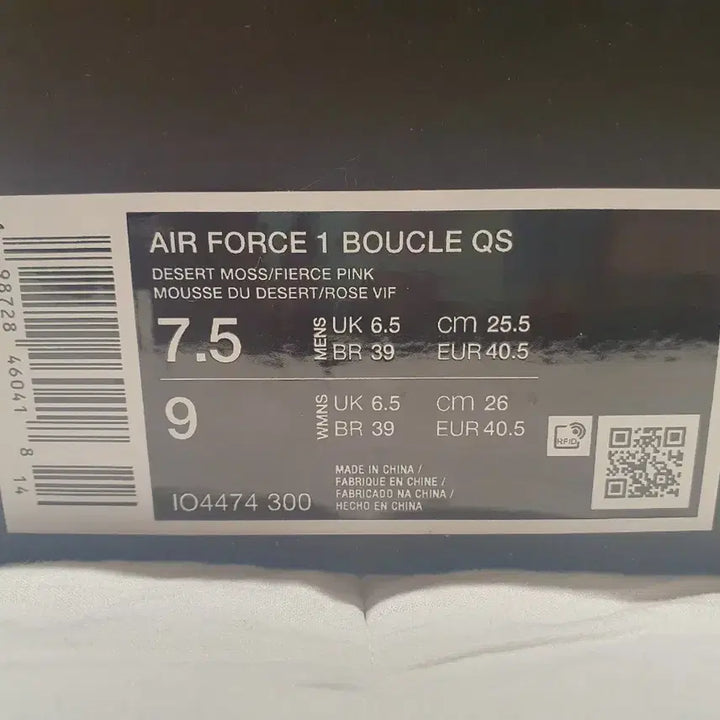 AIR FORCE 1 BOUCLE QS
DESERT MOSS/FIERCE PINK
MOUSSE DU DESERT/ROSE VIF
7.5 MENS UK 6.5 cm 25.5
BR 39 EUR 40.5
9 WMNS UK 6.5 cm 26
BR 39 EUR 40.5
RFID
MADE IN CHINA /
FABRIQUE EN CHINE /
FABRICADO NA CHINA /
HECHO EN CHINA
IO4474 300
98728 46041 8 14